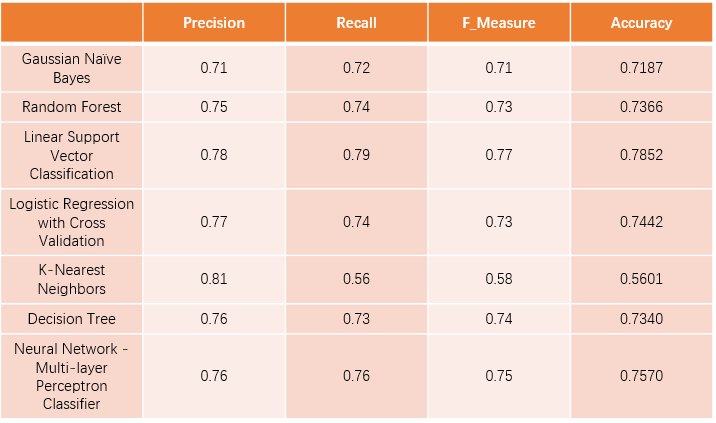 Precision Recall F_Measure Accuracy
Gaussian Naïve
Bayes 0.71 0.72 0.71 0.7187
Random Forest 0.75 0.74 0.73 0.7366
Linear Support
Vector
Classification 0.78 0.79 0.77 0.7852
Logistic Regression
with Cross
Validation 0.77 0.74 0.73 0.7442
K-Nearest
Neighbors 0.81 0.56 0.58 0.5601
Decision Tree 0.76 0.73 0.74 0.7340
Neural Network -
Multi-layer
Perceptron
Classifier 0.76 0.76 0.75 0.7570